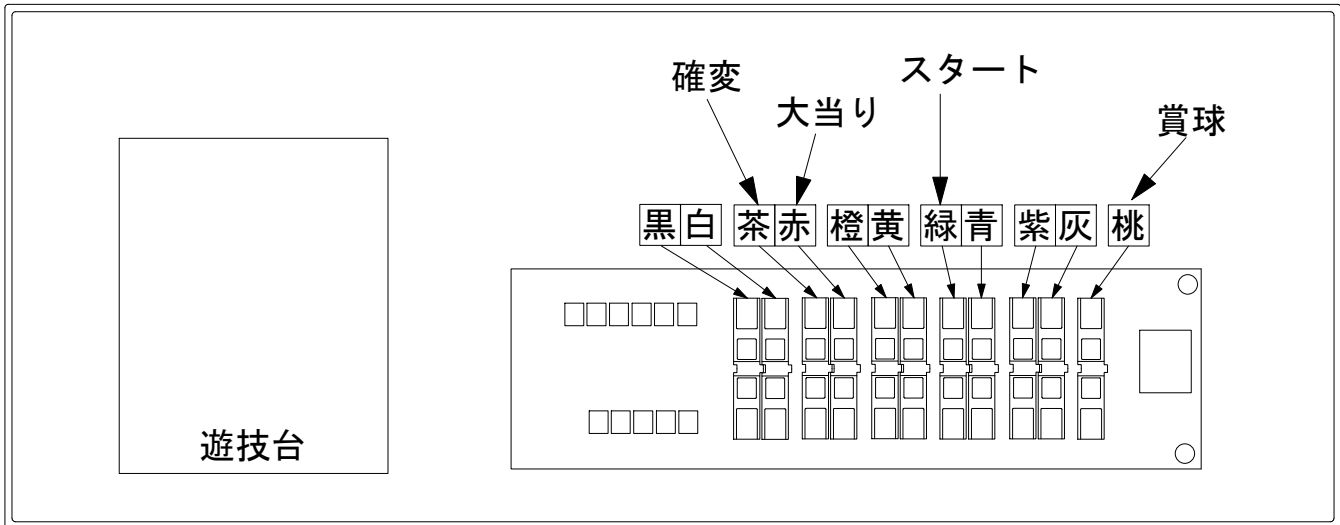 スタート
確変
大当り
賞球
黒白 茶赤 橙黄 緑青 紫灰 桃
遊技台